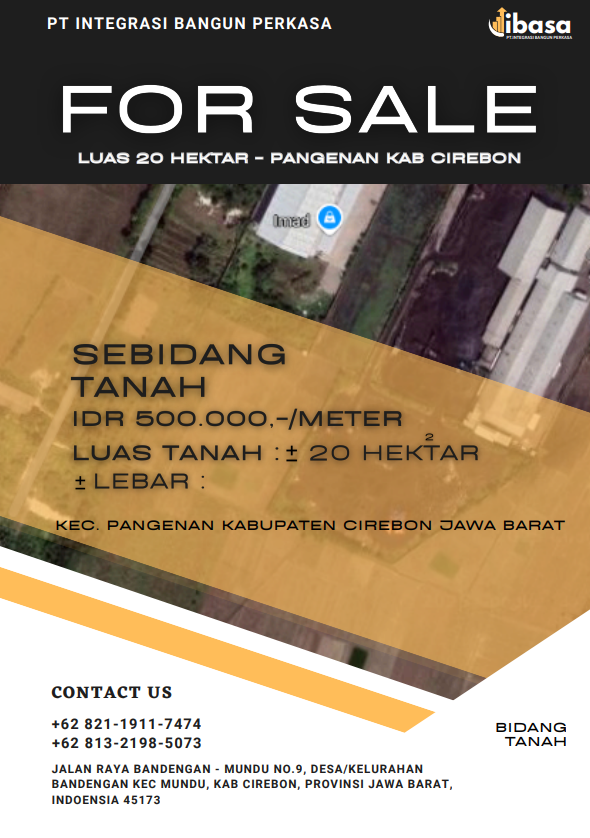 PT INTEGRASI BANGUN PERKASA
ibasa
PT.INTEGRASI BANGUN PERKASA
FOR SALE
LUAS 20 HEKTAR - PANGENAN KAB CIREBON
Imad
SEBIDANG
TANAH
IDR 500.000,-/METER
2
LUAS TANAH : ± 20 HEKTAR
± LEBAR :
KEC. PANGENAN KABUPATEN CIREBON JAWA BARAT
CONTACT US
+62 821-1911-7474
+62 813-2198-5073
BIDANG
TANAH
JALAN RAYA BANDENGAN - MUNDU NO.9, DESA/KELURAHAN
BANDENGAN KEC MUNDU, KAB CIREBON, PROVINSI JAWA BARAT,
INDOENSIA 45173